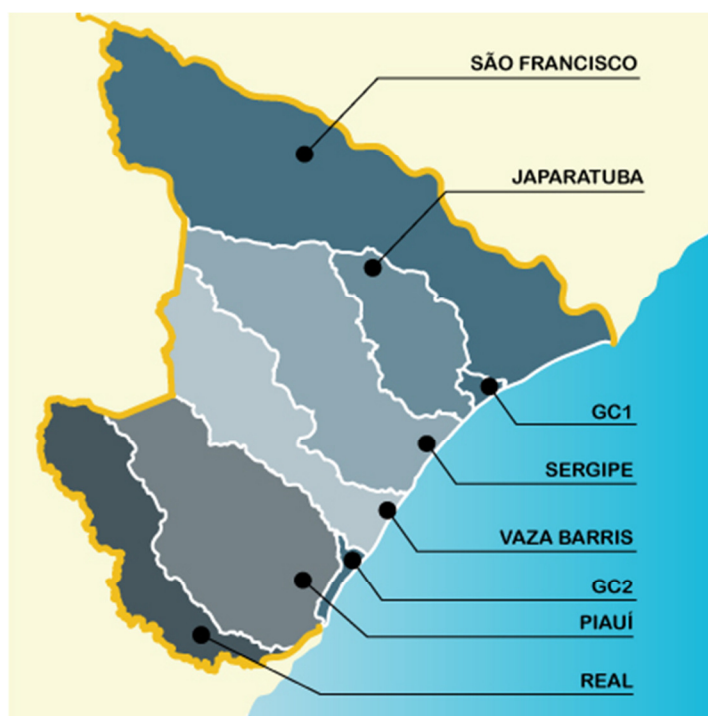 SÃO FRANCISCO
JAPARATUBA
GC1
SERGIPE
VAZA BARRIS
GC2
PIAUÍ
REAL